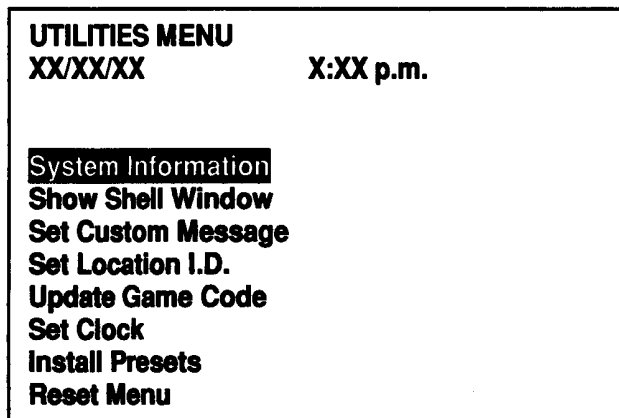 UTILITIES MENU
XX/XX/XX X:XX p.m.
System Information
Show Shell Window
Set Custom Message
Set Location I.D.
Update Game Code
Set Clock
Install Presets
Reset Menu